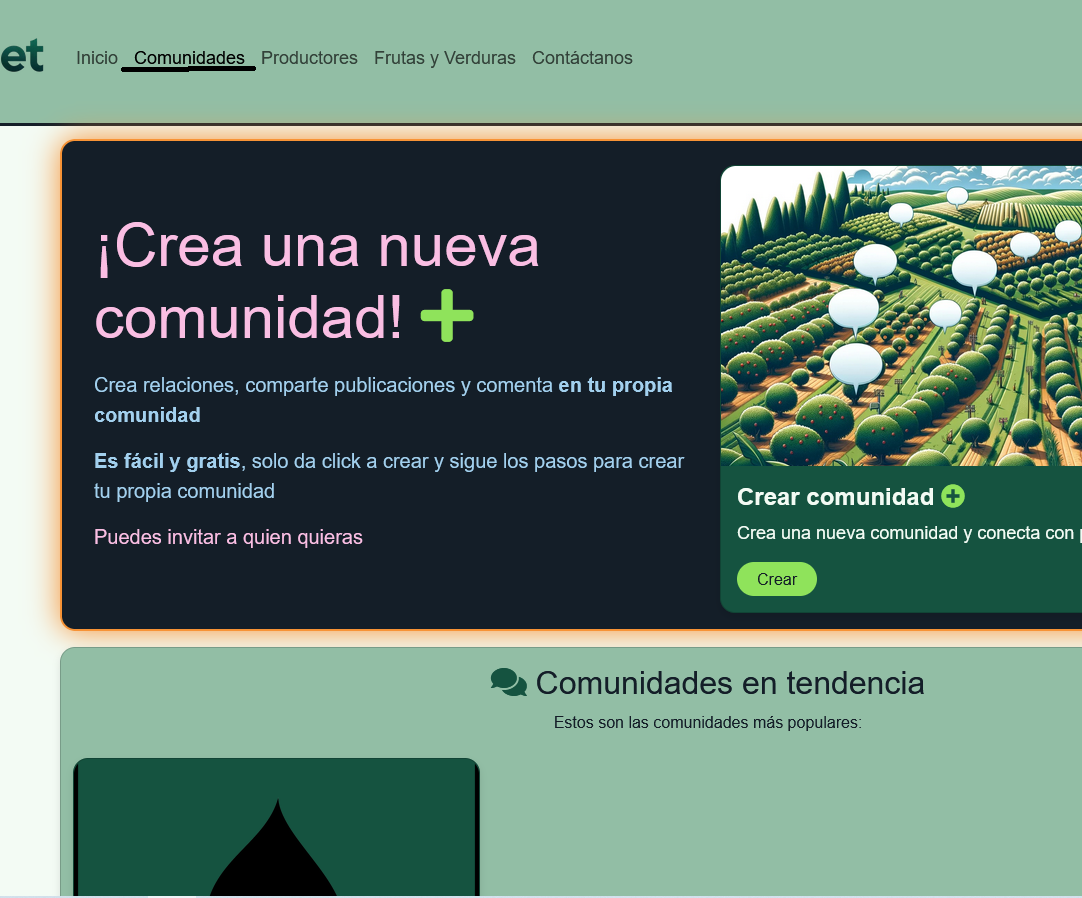 et
Inicio Comunidades Productores Frutas y Verduras Contáctanos
¡Crea una nueva
comunidad!
Crea relaciones, comparte publicaciones y comenta en tu propia
comunidad
Es fácil y gratis, solo da click a crear y sigue los pasos para crear
tu propia comunidad
Puedes invitar a quien quieras
Crear comunidad
Crea una nueva comunidad y conecta con
Crear
Comunidades en tendencia
Estos son las comunidades más populares: